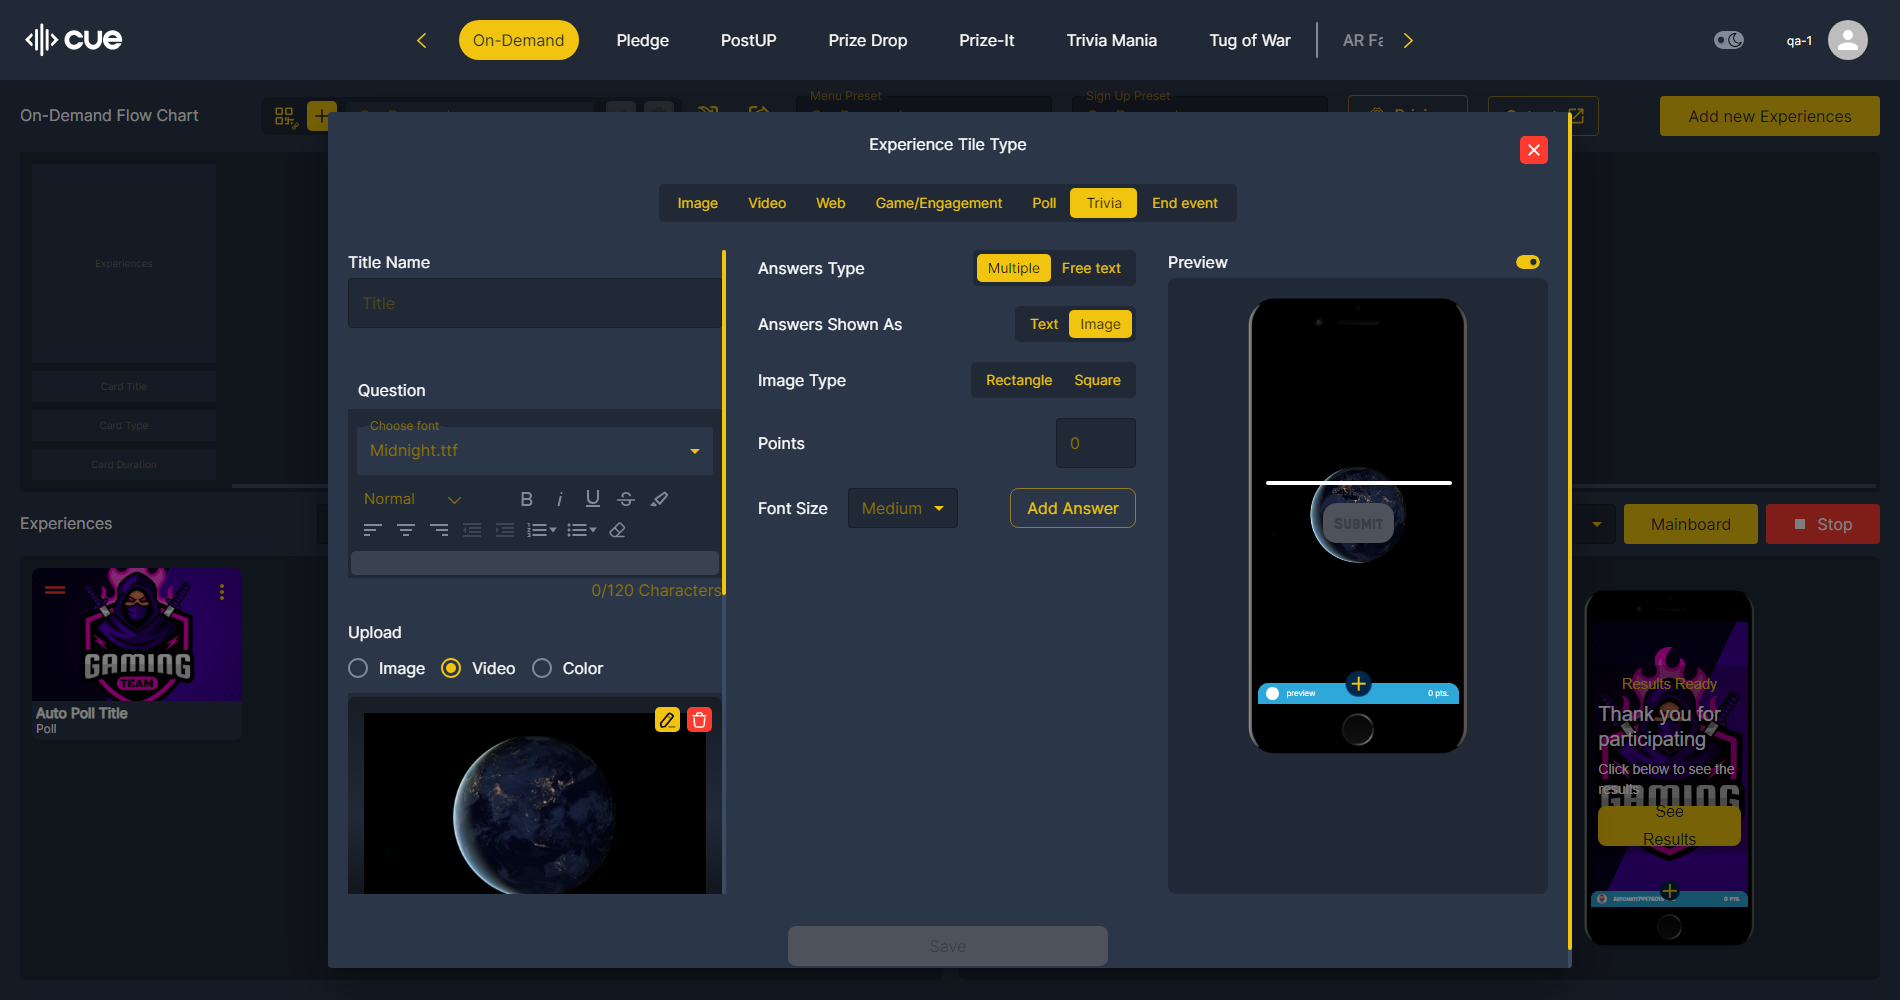 cue
On-Demand
Pledge
PostUP
Prize Drop
Prize-It
Trivia Mania
Tug of War
AR Fa
qa-1
On-Demand Flow Chart
Menu Preset
Sign Up Preset
Add new Experiences
Experience Tile Type
Image
Video
Web
Game/Engagement
Poll
Trivia
End event
Experiences
Card Title
Card Type
Card Duration
Title Name
Title
Question
Choose font
Midnight.ttf
Normal
B i U S
0/120 Characters
Upload
Image
Video
Color
Answers Type
Multiple
Free text
Answers Shown As
Text
Image
Image Type
Rectangle
Square
Points
0
Font Size
Medium
Add Answer
Preview
SUBMIT
preview
0 pts.
Save
Experiences
GAMING
TEAM
Auto Poll Title
Poll
Mainboard
Stop
Results Ready
Thank you for
participating
Click below to see the
results
GAMING
See
Results
0 PTS.